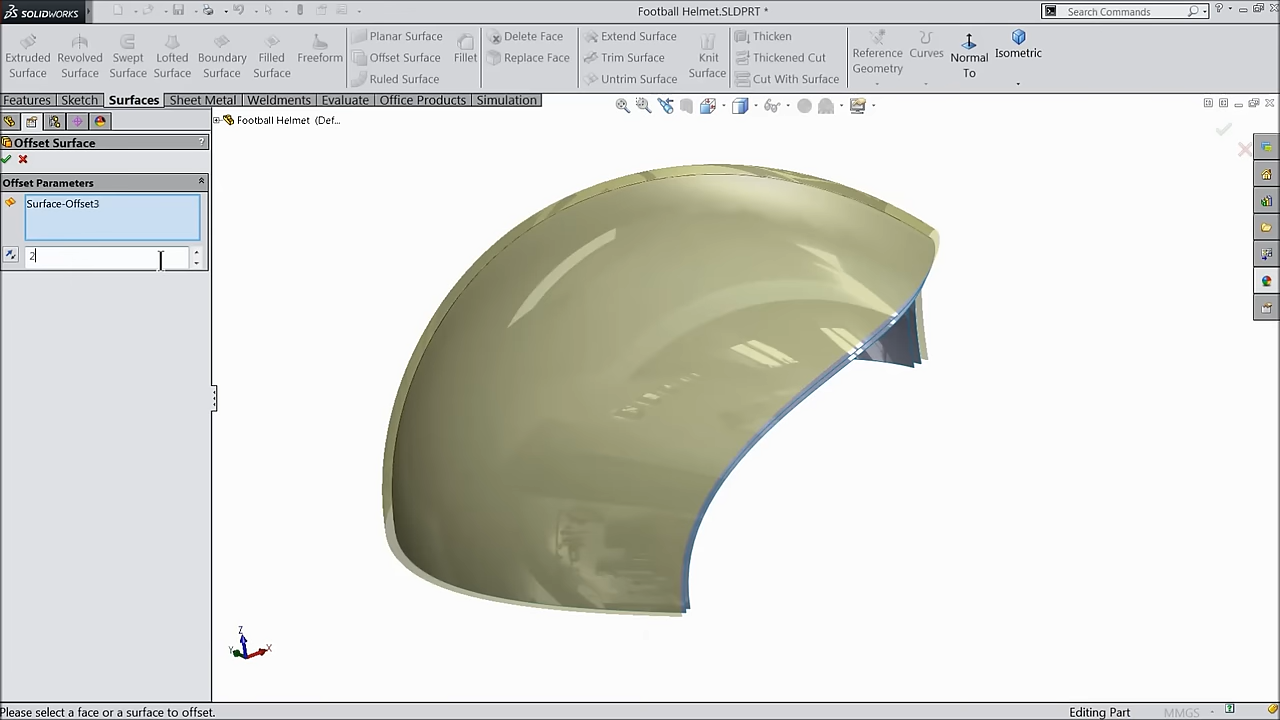 SOLIDWORKS
Football Helmet.SLDPRT *
Search Commands
?
Extruded Surface
Revolved Surface
Swept Surface
Lofted Surface
Boundary Surface
Filled Surface
Freeform
Planar Surface
Offset Surface
Ruled Surface
Fillet
Delete Face
Replace Face
Extend Surface
Trim Surface
Untrim Surface
Knit Surface
Thicken
Thickened Cut
Cut With Surface
Reference Geometry
Curves
Normal To
Isometric
Features
Sketch
Surfaces
Sheet Metal
Weldments
Evaluate
Office Products
Simulation
Football Helmet (Def...
Offset Surface
?
Offset Parameters
Surface-Offset3
2
Z
Y
X
Please select a face or a surface to offset.
Editing Part
MMGS
?